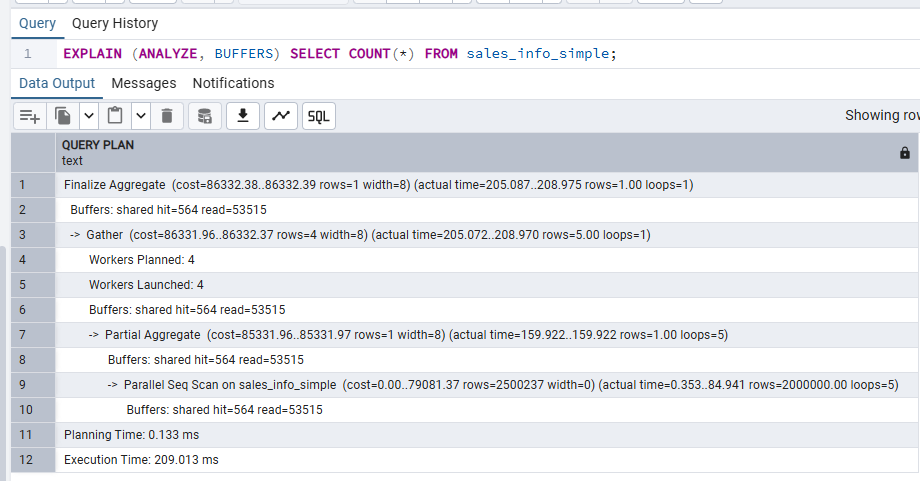 Query Query History
1 EXPLAIN (ANALYZE, BUFFERS) SELECT COUNT(*) FROM sales_info_simple;
Data Output Messages Notifications
SQL Showing rov
QUERY PLAN
text
1 Finalize Aggregate (cost=86332.38..86332.39 rows=1 width=8) (actual time=205.087..208.975 rows=1.00 loops=1)
2 Buffers: shared hit=564 read=53515
3 -> Gather (cost=86331.96..86332.37 rows=4 width=8) (actual time=205.072..208.970 rows=5.00 loops=1)
4 Workers Planned: 4
5 Workers Launched: 4
6 Buffers: shared hit=564 read=53515
7 -> Partial Aggregate (cost=85331.96..85331.97 rows=1 width=8) (actual time=159.922..159.922 rows=1.00 loops=5)
8 Buffers: shared hit=564 read=53515
9 -> Parallel Seq Scan on sales_info_simple (cost=0.00..79081.37 rows=2500237 width=0) (actual time=0.353..84.941 rows=2000000.00 loops=5)
10 Buffers: shared hit=564 read=53515
11 Planning Time: 0.133 ms
12 Execution Time: 209.013 ms